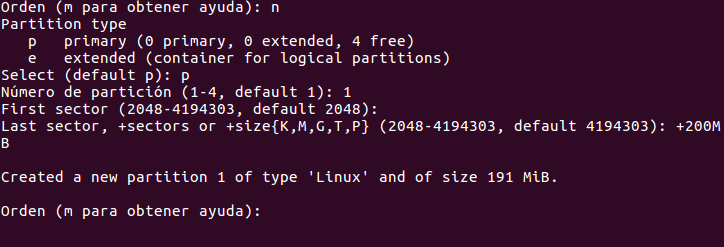 Orden (m para obtener ayuda): n
Partition type
   p   primary (0 primary, 0 extended, 4 free)
   e   extended (container for logical partitions)
Select (default p): p
Número de partición (1-4, default 1): 1
First sector (2048-4194303, default 2048):
Last sector, +sectors or +size{K,M,G,T,P} (2048-4194303, default 4194303): +200M
B
Created a new partition 1 of type 'Linux' and of size 191 MiB.
Orden (m para obtener ayuda):